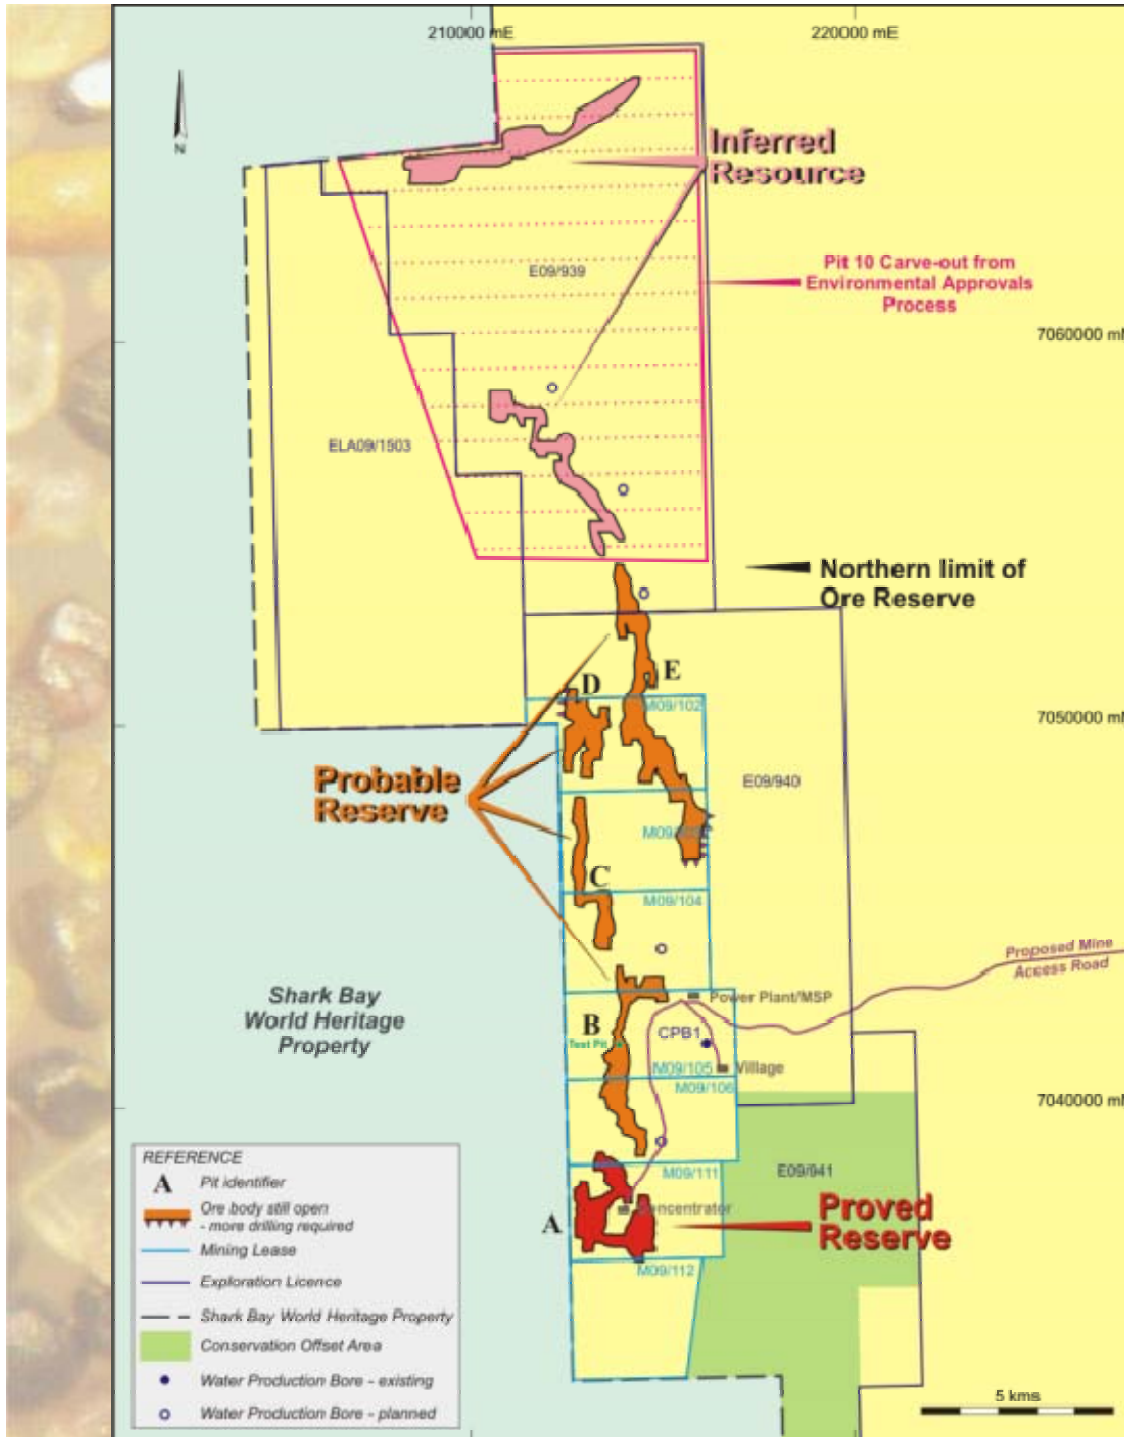 210000 mE
220000 mE
N
Inferred
Resource
E09/939
Pit 10 Carve-out from
Environmental Approvals
Process
7060000 mN
ELA09/1503
Northern limit of
Ore Reserve
E
D
M09/102
7050000 mN
Probable
Reserve
E09/940
C
M09/104
Proposed Mine
Access Road
Shark Bay
World Heritage
Property
Power Plant/MSP
B
Test Pit
CPB1
M09/105
Village
M09/106
7040000 mN
M09/111
E09/941
A
Concentrator
Proved
Reserve
M09/112
REFERENCE
A
Pit identifier
Ore body still open
- more drilling required
Mining Lease
Exploration Licence
Shark Bay World Heritage Property
Conservation Offset Area
Water Production Bore – existing
Water Production Bore – planned
5 kms